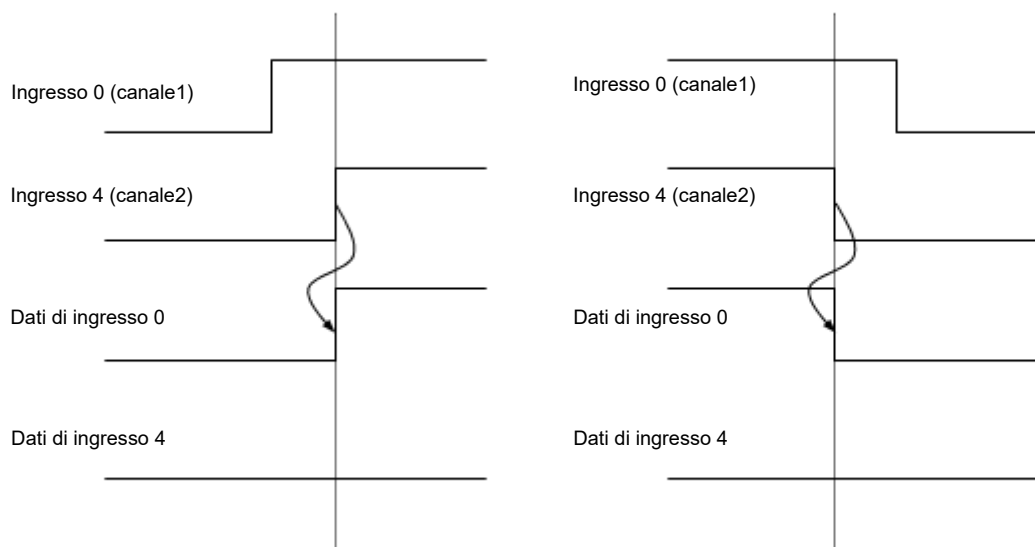 Ingresso 0 (canale1)
Ingresso 4 (canale2)
Dati di ingresso 0
Dati di ingresso 4
Ingresso 0 (canale1)
Ingresso 4 (canale2)
Dati di ingresso 0
Dati di ingresso 4